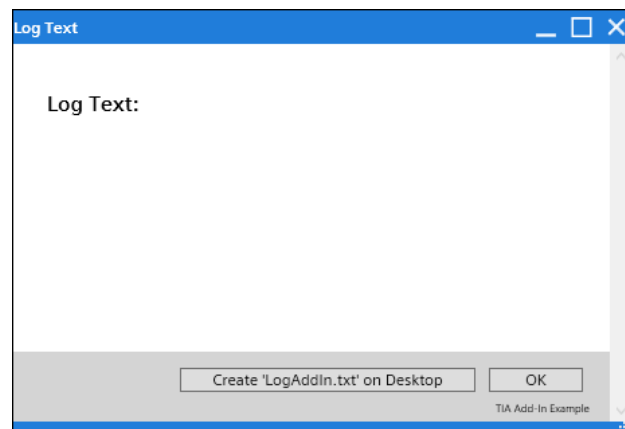 Log Text
Log Text:
Create 'LogAddIn.txt' on Desktop
OK
TIA Add-In Example